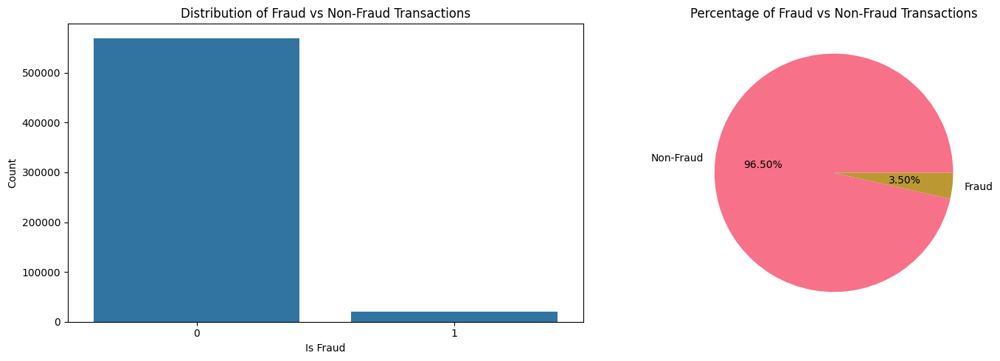 Distribution of Fraud vs Non-Fraud Transactions
500000
400000
300000
200000
100000
0
Count
0
1
Is Fraud
Percentage of Fraud vs Non-Fraud Transactions
Non-Fraud
96.50%
3.50%
Fraud